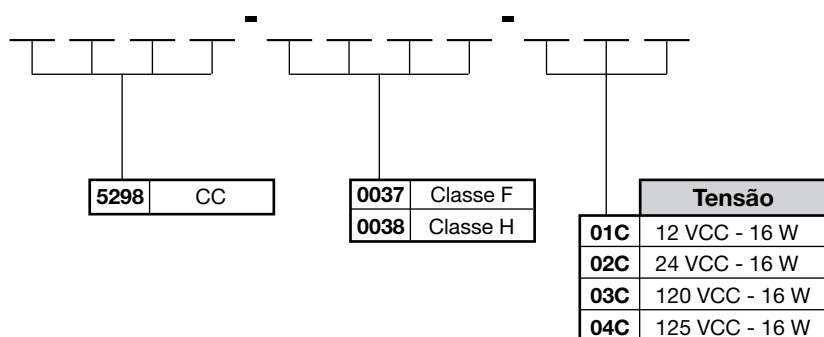 - -
5298 CC
0037 Classe F
0038 Classe H
Tensão
01C 12 VCC - 16 W
02C 24 VCC - 16 W
03C 120 VCC - 16 W
04C 125 VCC - 16 W